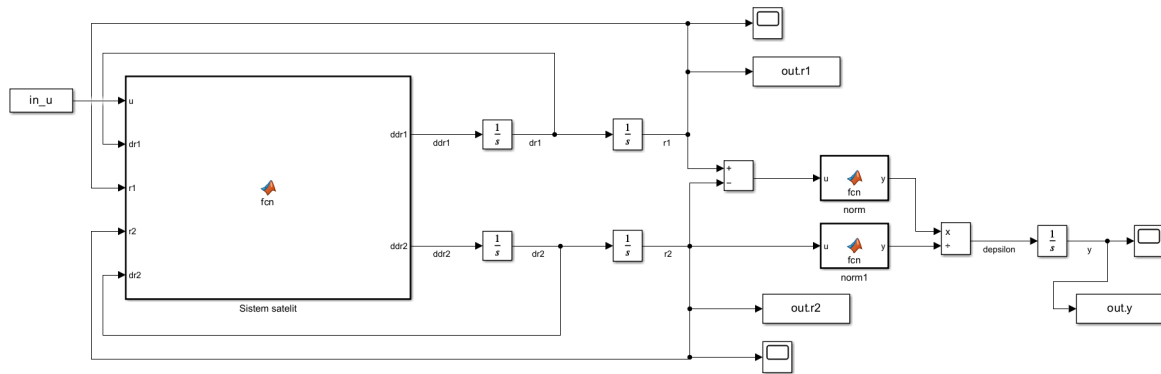 out.r1
in_u
u
dr1
r1
r2
dr2
fcn
ddr1
ddr2
Sistem satelit
ddr1
1
s
dr1
1
s
r1
ddr2
1
s
dr2
1
s
r2
+
−
u
fcn
y
norm
u
fcn
y
norm1
x
÷
depsilon
1
s
y
out.r2
out.y